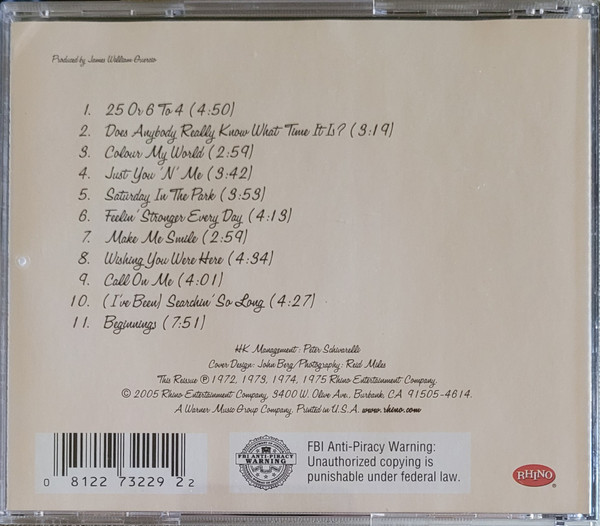 Produced by James William Guercio
1. 25 Or 6 To 4 (4:50)
2. Does Anybody Really Know What Time It Is? (3:19)
3. Colour My World (2:59)
4. Just You 'N' Me (3:42)
5. Saturday In The Park (3:53)
6. Feelin' Stronger Every Day (4:13)
7. Make Me Smile (2:59)
8. Wishing You Were Here (4:34)
9. Call On Me (4:01)
10. (I've Been) Searchin' So Long (4:27)
11. Beginnings (7:51)
HK Management: Peter Schivarelli
Cover Design: John Berg/Photography: Reid Miles
This Reissue ℗ 1972, 1973, 1974, 1975 Rhino Entertainment Company.
© 2005 Rhino Entertainment Company, 3400 W. Olive Ave., Burbank, CA 91505-4614.
A Warner Music Group Company, Printed in U.S.A. www.rhino.com
0 81227 32292 2
FBI ANTI-PIRACY
WARNING
FBI Anti-Piracy Warning:
Unauthorized copying is
punishable under federal law.
RHINO